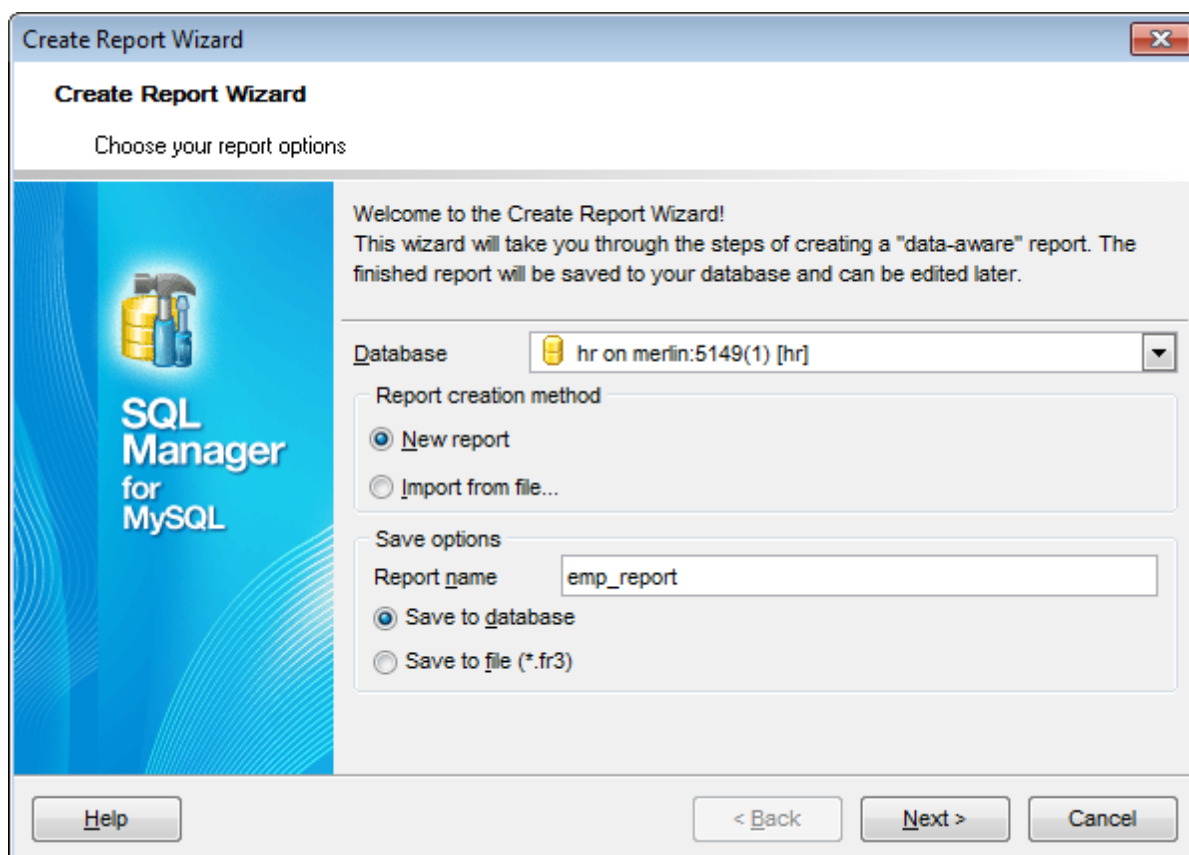 Create Report Wizard
Create Report Wizard
Choose your report options
Welcome to the Create Report Wizard!
This wizard will take you through the steps of creating a "data-aware" report. The
finished report will be saved to your database and can be edited later.
Database hr on merlin:5149(1) [hr]
Report creation method
New report
Import from file...
SQL
Manager
for
MySQL
Save options
Report name emp_report
Save to database
Save to file (*.fr3)
Help < Back Next > Cancel